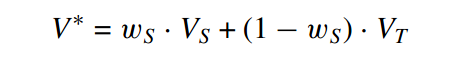 V* = w_S · V_S + (1 − w_S) · V_T